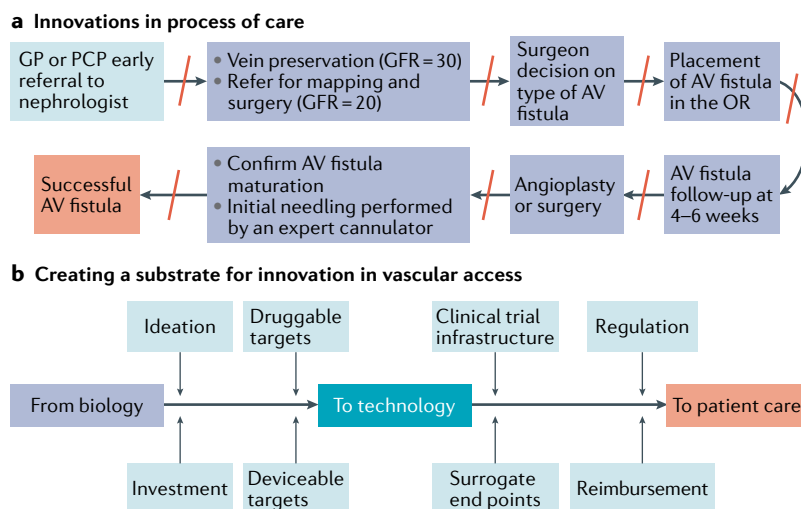 a Innovations in process of care
GP or PCP early
referral to
nephrologist
• Vein preservation (GFR = 30)
• Refer for mapping and
surgery (GFR = 20)
Surgeon
decision on
type of AV
fistula
Placement
of AV fistula
in the OR
Successful
AV fistula
• Confirm AV fistula
maturation
• Initial needling performed
by an expert cannulator
Angioplasty
or surgery
AV fistula
follow-up at
4–6 weeks
b Creating a substrate for innovation in vascular access
Ideation
Druggable
targets
Clinical trial
infrastructure
Regulation
From biology
To technology
To patient care
Investment
Deviceable
targets
Surrogate
end points
Reimbursement